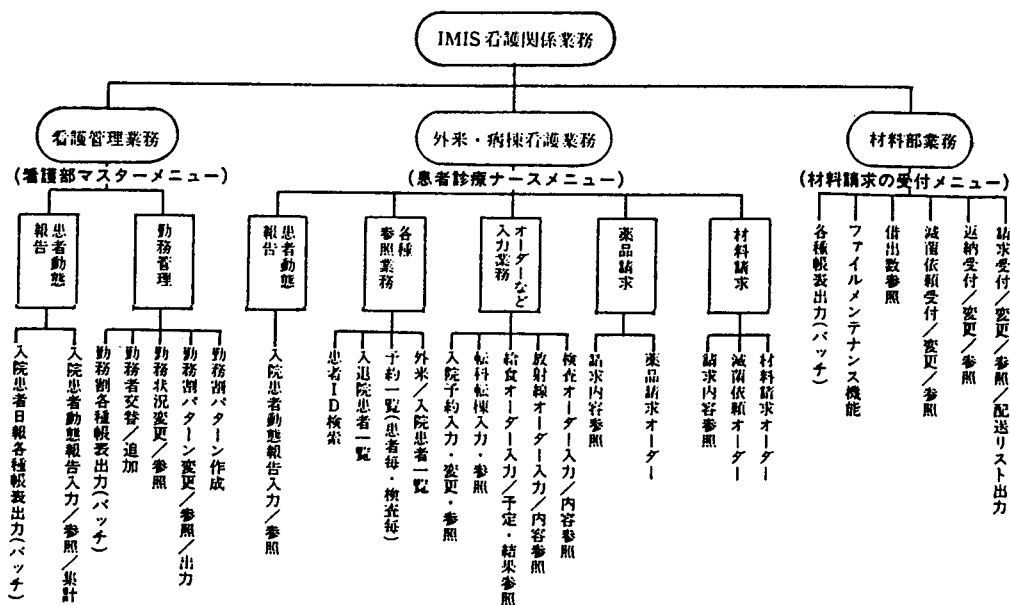 IMIS看護関係業務
看護管理業務
(看護部マスターメニュー)
外来・病棟看護業務
(患者診療ナースメニュー)
材料部業務
(材料請求の受付メニュー)
患者動態
報告
勤務管理
患者動態
報告
各種
参照業務
オーダーなど
入力業務
薬品請求
材料請求
入院患者動態報告入力/参照/集計
入院患者日報各種帳表出力(バッチ)
勤務割パターン作成
勤務割パターン変更/参照/出力
勤務状況変更/参照
勤務者交替/追加
勤務割各種帳表出力(バッチ)
入院患者動態報告入力/参照
外来/入院患者一覧
予約一覧(患者毎・検査毎)
入退院患者一覧
患者ID検索
検査オーダー入力/内容参照
放射線オーダー入力/内容参照
給食オーダー入力/予定・結果参照
転科転棟入力・参照
入院予約入力・変更・参照
薬品請求オーダー
請求内容参照
材料請求オーダー
滅菌依頼オーダー
請求内容参照
請求受付/変更/参照/配送リスト出力
返納受付/変更/参照
滅菌依頼受付/変更/参照
借出数参照
ファイルメンテナンス機能
各種帳表出力(バッチ)